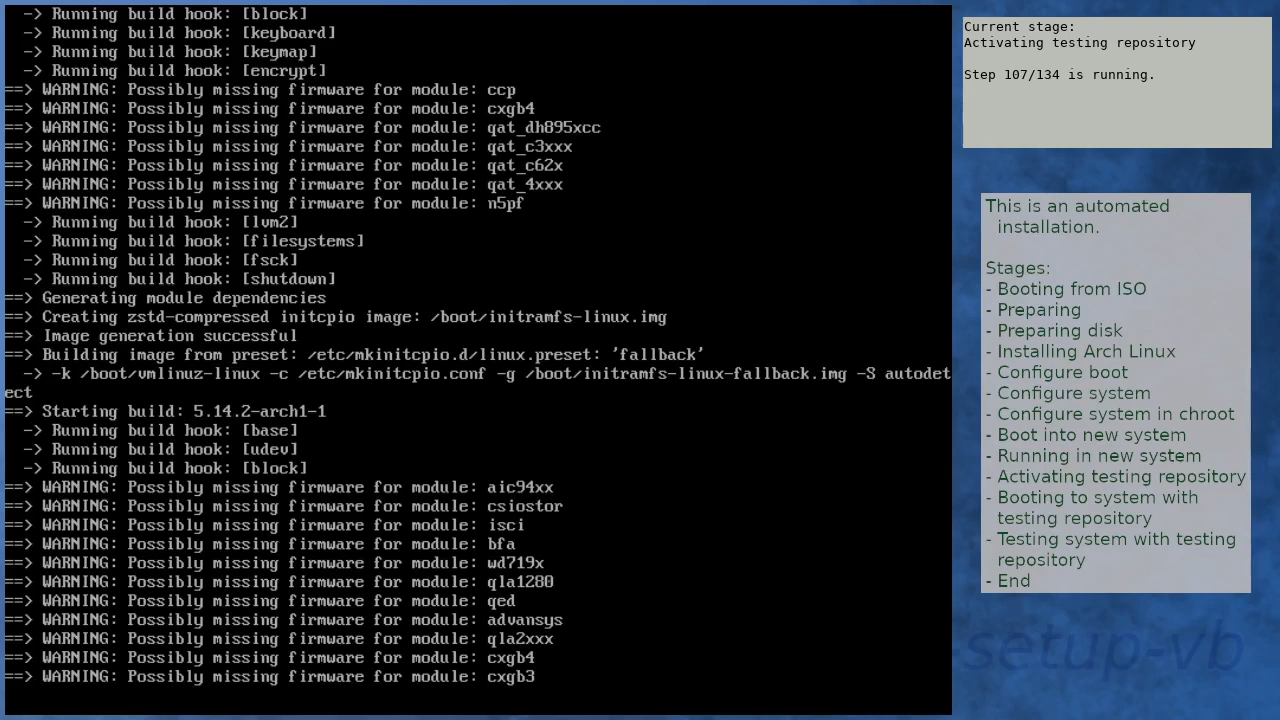 -> Running build hook: [block]
-> Running build hook: [keyboard]
-> Running build hook: [keymap]
-> Running build hook: [encrypt]
==> WARNING: Possibly missing firmware for module: ccp
==> WARNING: Possibly missing firmware for module: cxgb4
==> WARNING: Possibly missing firmware for module: qat_dh895xcc
==> WARNING: Possibly missing firmware for module: qat_c3xxx
==> WARNING: Possibly missing firmware for module: qat_c62x
==> WARNING: Possibly missing firmware for module: qat_4xxx
==> WARNING: Possibly missing firmware for module: n5pf
-> Running build hook: [lvm2]
-> Running build hook: [filesystems]
-> Running build hook: [fsck]
-> Running build hook: [shutdown]
==> Generating module dependencies
==> Creating zstd-compressed initcpio image: /boot/initramfs-linux.img
==> Image generation successful
==> Building image from preset: /etc/mkinitcpio.d/linux.preset: 'fallback'
-> -k /boot/vmlinuz-linux -c /etc/mkinitcpio.conf -g /boot/initramfs-linux-fallback.img -S autodet
ect
==> Starting build: 5.14.2-arch1-1
-> Running build hook: [base]
-> Running build hook: [udev]
-> Running build hook: [block]
==> WARNING: Possibly missing firmware for module: aic94xx
==> WARNING: Possibly missing firmware for module: csiostor
==> WARNING: Possibly missing firmware for module: isci
==> WARNING: Possibly missing firmware for module: bfa
==> WARNING: Possibly missing firmware for module: wd719x
==> WARNING: Possibly missing firmware for module: qla1280
==> WARNING: Possibly missing firmware for module: qed
==> WARNING: Possibly missing firmware for module: advansys
==> WARNING: Possibly missing firmware for module: qla2xxx
==> WARNING: Possibly missing firmware for module: cxgb4
==> WARNING: Possibly missing firmware for module: cxgb3
Current stage:
Activating testing repository
Step 107/134 is running.
This is an automated
installation.
Stages:
- Booting from ISO
- Preparing
- Preparing disk
- Installing Arch Linux
- Configure boot
- Configure system
- Configure system in chroot
- Boot into new system
- Running in new system
- Activating testing repository
- Booting to system with
testing repository
- Testing system with testing
repository
- End
setup-vb